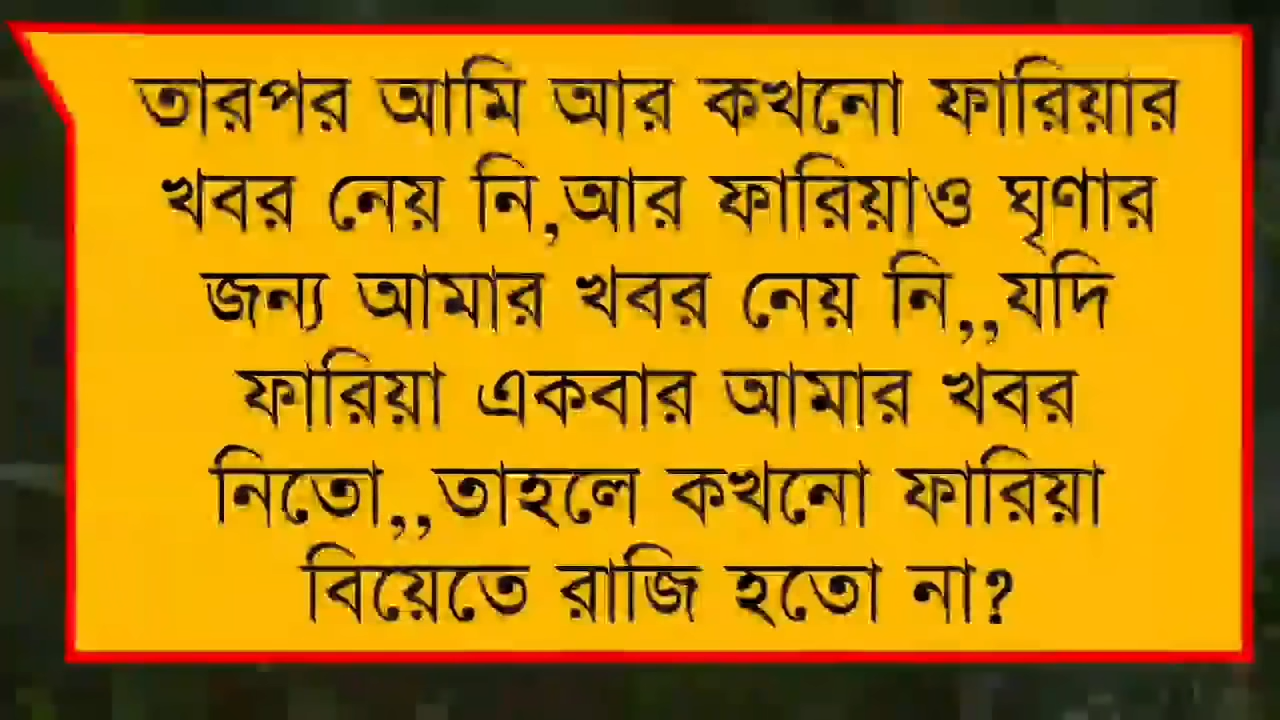 তারপর আমি আর কখনো ফারিয়ার
খবর নেয় নি,আর ফারিয়াও ঘৃণার
জন্য আমার খবর নেয় নি,,যদি
ফারিয়া একবার আমার খবর
নিতো,,তাহলে কখনো ফারিয়া
বিয়েতে রাজি হতো না?